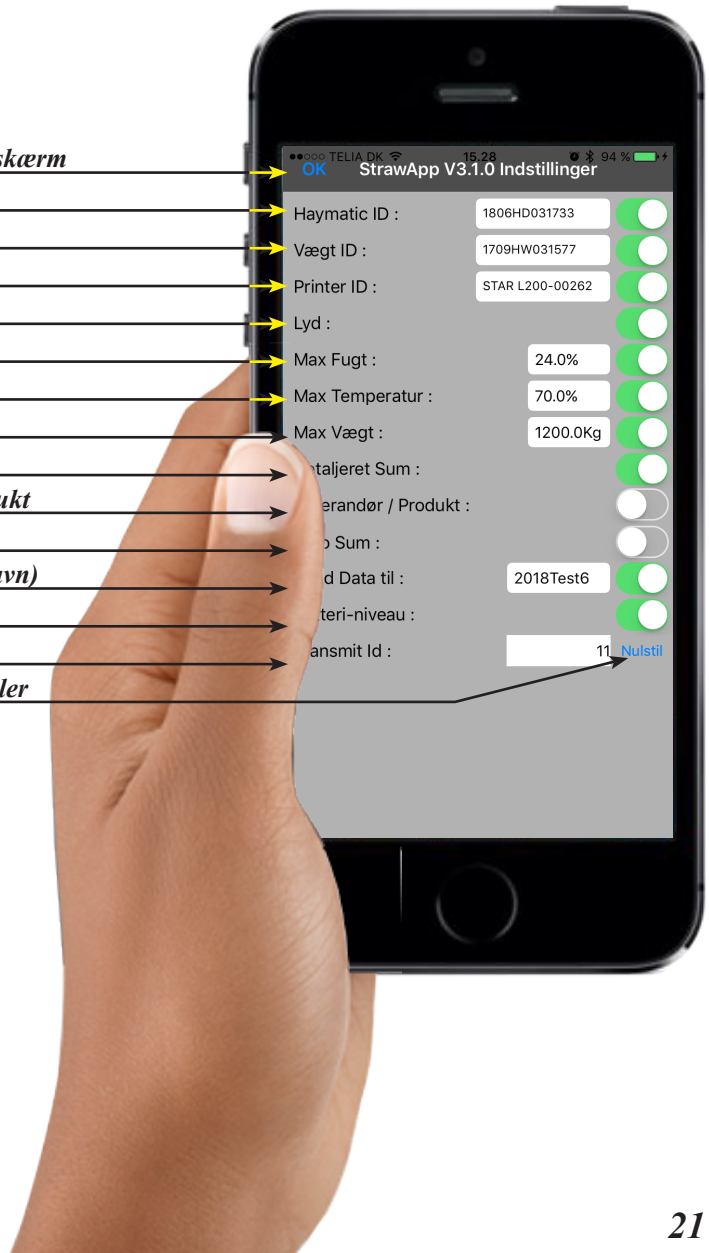 skærm
TELIA DK 15.28 94 %
OK StrawApp V3.1.0 Indstillinger
Haymatic ID : 1806HD031733
Vægt ID : 1709HW031577
Printer ID : STAR L200-00262
Lyd :
Max Fugt : 24.0%
Max Temperatur : 70.0%
Max Vægt : 1200.0Kg
taljeret Sum :
ukt
erandør / Produkt :
Sum :
avn)
d Data til : 2018Test6
teri-niveau :
ansmit Id : 11 Nulstil
ler
21